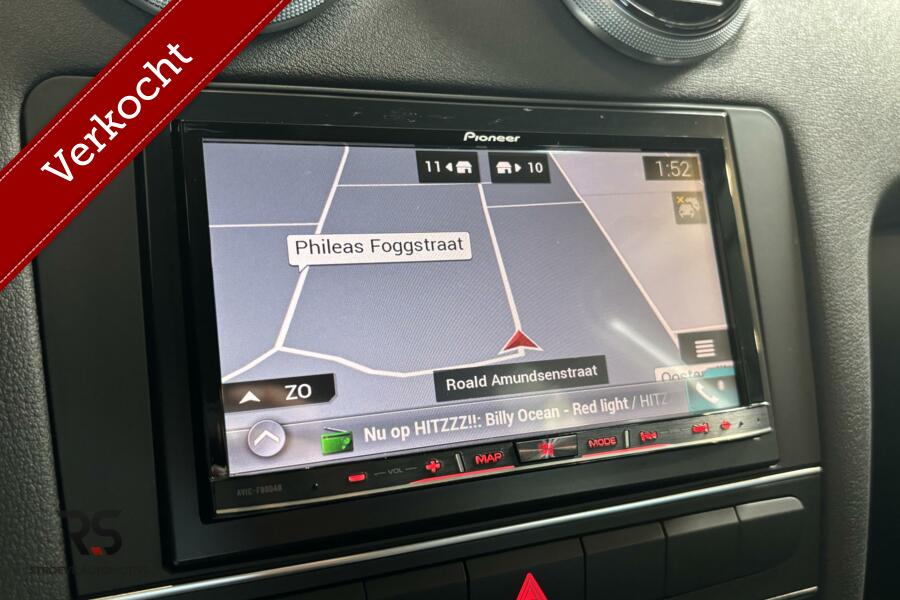 Verkocht
Pioneer
11 10
1:52
Phileas Foggstraat
Roald Amundsenstraat
ZO
Nu op HITZZZ!!: Billy Ocean - Red light / HITZ
VOL MAP MODE
AVIC-F80DAB
RS